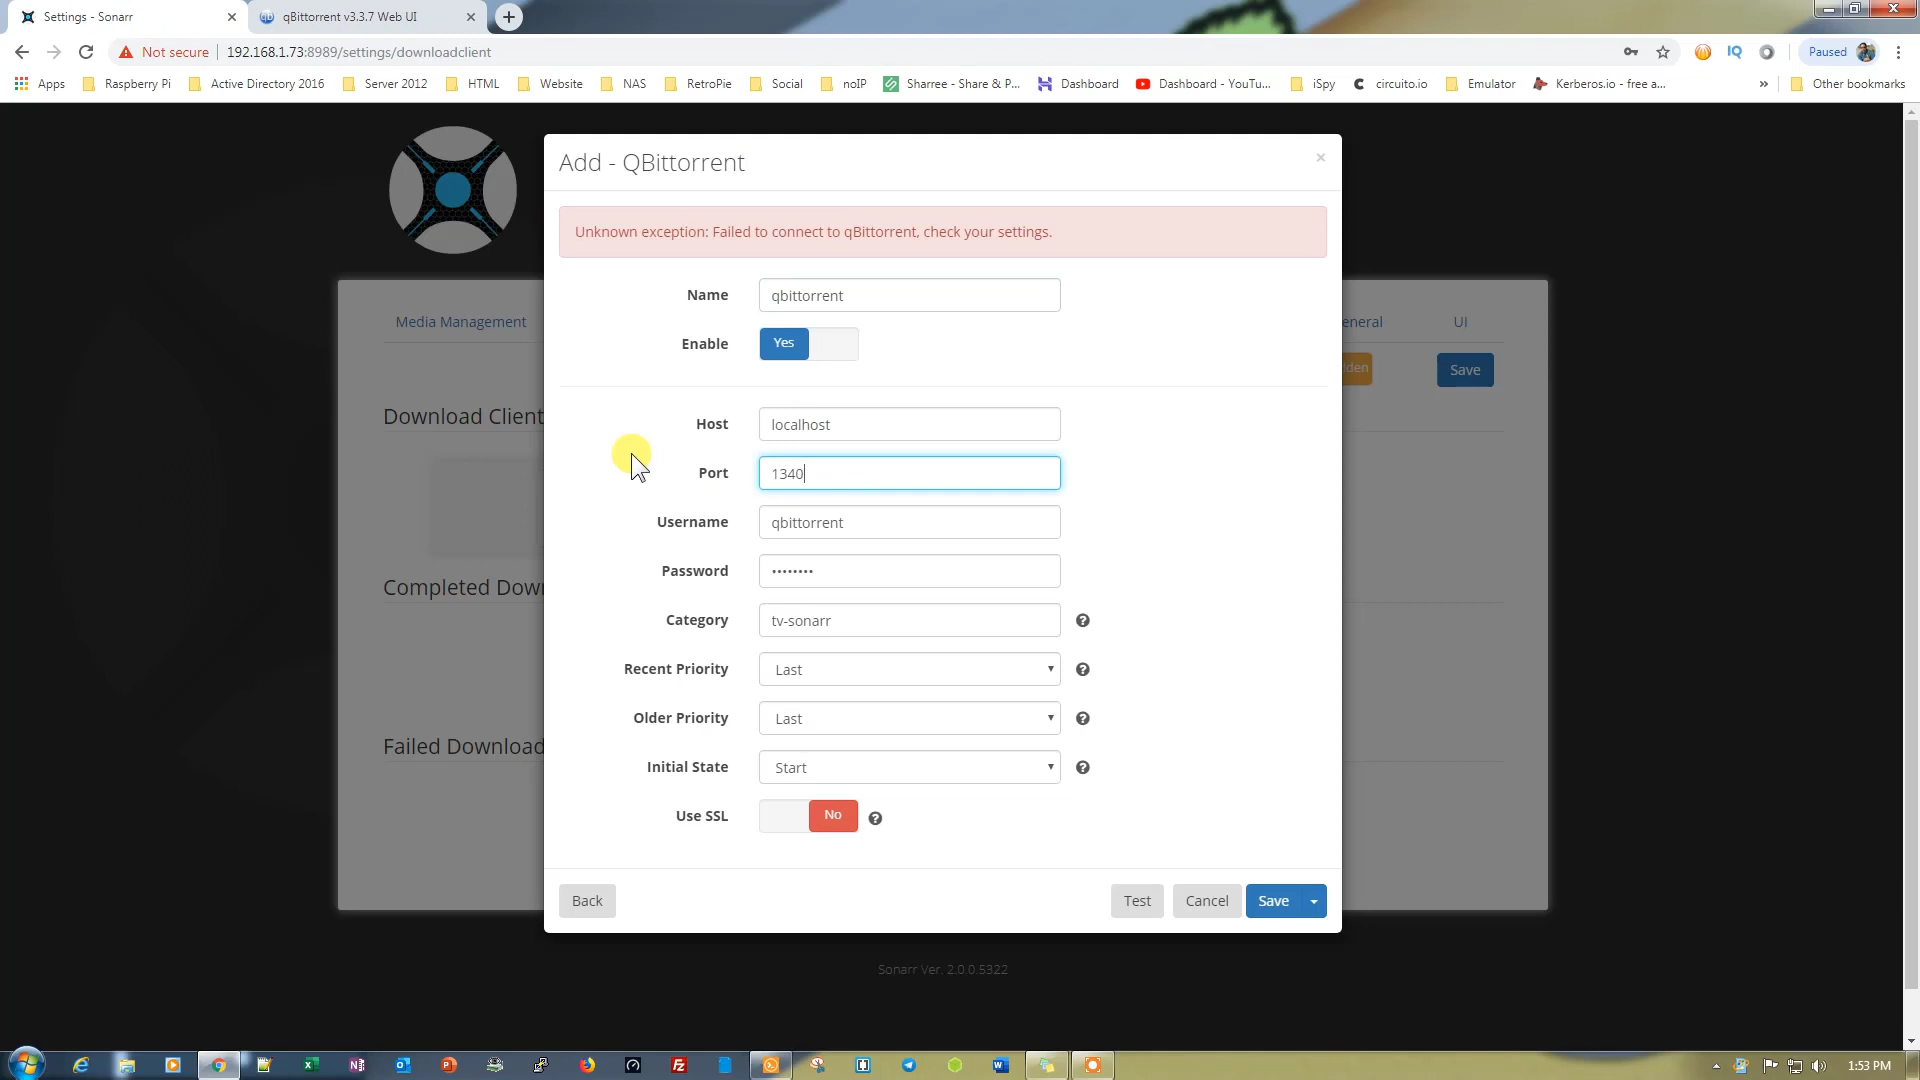 Settings - Sonarr
qBittorrent v3.3.7 Web UI
Not secure | 192.168.1.73:8989/settings/downloadclient
IQ
Paused
Apps
Raspberry Pi
Active Directory 2016
Server 2012
HTML
Website
NAS
RetroPie
Social
noIP
Sharree - Share & P...
Dashboard
Dashboard - YouTu...
iSpy
circuito.io
Emulator
Kerberos.io - free a...
»
Other bookmarks
Add - QBittorrent
×
Unknown exception: Failed to connect to qBittorrent, check your settings.
Name
qbittorrent
Enable
Yes
Host
localhost
Port
1340
Username
qbittorrent
Password
••••••••
Category
tv-sonarr
Recent Priority
Last
Older Priority
Last
Initial State
Start
Use SSL
No
Back
Test
Cancel
Save
Media Management
eneral
UI
dden
Save
Download Client
Completed Dow
Failed Download
Sonarr Ver. 2.0.0.5322
1:53 PM